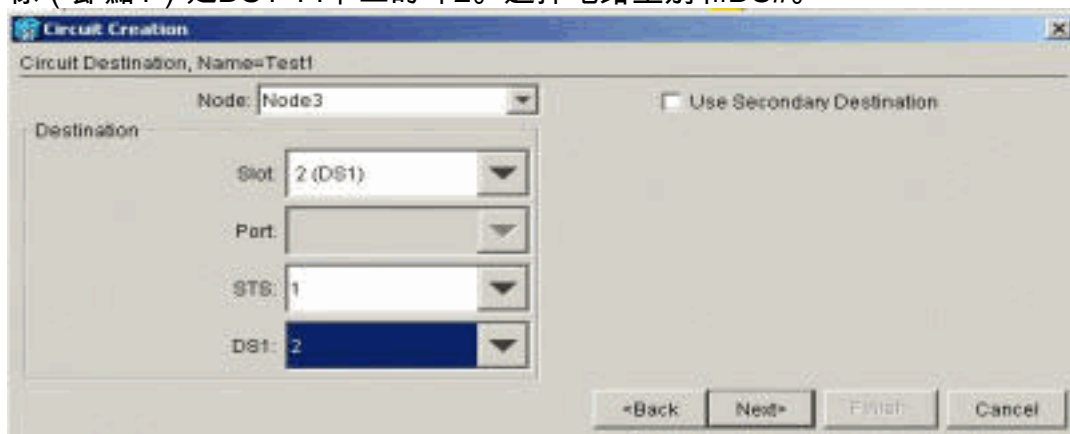 Circuit Creation
Circuit Destination, Name=Test1
Node: Node3
Use Secondary Destination
Destination
Slot: 2 (DS1)
Port:
STS: 1
DS1: 2
<Back Next> Finish Cancel